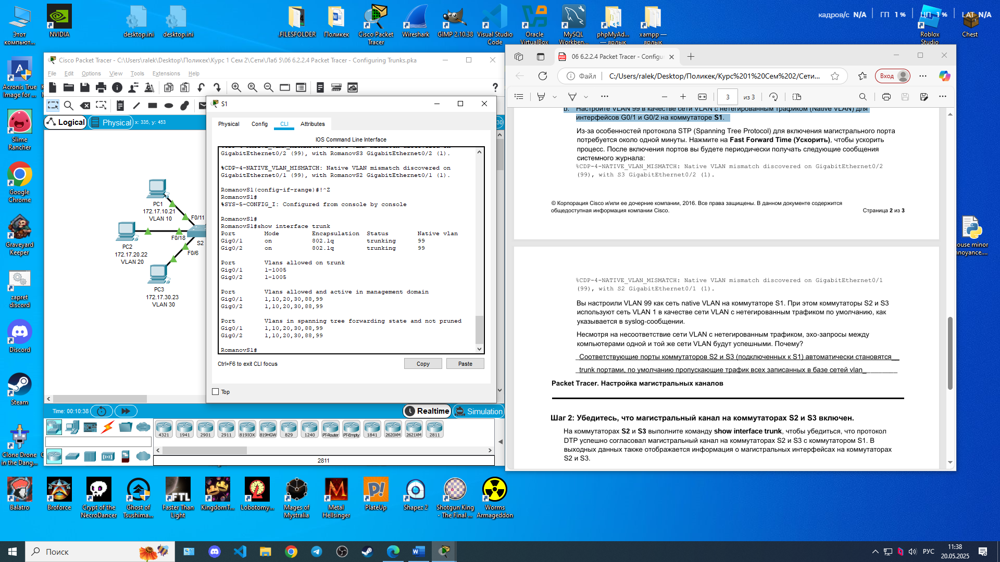 Этот
компьют...
NVIDIA
desktop.ini
desktop.ini
.FILESFOLDER
Поликек
Cisco Packet
Tracer
Wireshark
GIMP 2.10.38
Visual Studio
Code
Oracle
VirtualBox
MySQL
Workben...
phpMyAd...
— ярлык
xampp —
ярлык
Roblox
Studio
Chest
кадров/с N/A
ГП 1 %
ЦП 1 %
LAT N/A
Acronis True
Image for ...
Slime
Rancher
Google
Chrome
Graveyard
Keeper
zapret
discord
Discord
Steam
Clone Drone
in the Dang...
Cisco Packet Tracer - C:\Users\ralek\Desktop\Поликек\Курс 1 Сем 2\Сети\Лаб 5\06 6.2.2.4 Packet Tracer - Configuring Trunks.pka
File Edit Options View Tools Extensions Help
Logical
Physical
x: 335, y: 453
PC1
172.17.10.21
VLAN 10
F0/11
F0/18
S2
PC2
172.17.20.22
VLAN 20
F0/6
PC3
172.17.30.23
VLAN 30
S1
Physical Config CLI Attributes
IOS Command Line Interface
GigabitEthernet0/2 (99), with RomanovS3 GigabitEthernet0/2 (1).
%CDP-4-NATIVE_VLAN_MISMATCH: Native VLAN mismatch discovered on
GigabitEthernet0/1 (99), with RomanovS2 GigabitEthernet0/1 (1).
RomanovS1(config-if-range)#!^Z
RomanovS1#
%SYS-5-CONFIG_I: Configured from console by console
RomanovS1#
RomanovS1#show interface trunk
Port Mode Encapsulation Status Native vlan
Gig0/1 on 802.1q trunking 99
Gig0/2 on 802.1q trunking 99
Port Vlans allowed on trunk
Gig0/1 1-1005
Gig0/2 1-1005
Port Vlans allowed and active in management domain
Gig0/1 1,10,20,30,88,99
Gig0/2 1,10,20,30,88,99
Port Vlans in spanning tree forwarding state and not pruned
Gig0/1 1,10,20,30,88,99
Gig0/2 1,10,20,30,88,99
RomanovS1#
Ctrl+F6 to exit CLI focus
Copy
Paste
Top
Time: 00:10:38
Realtime
Simulation
4321 1941 2901 2911 819IOX 819HGW 829 1240 PT-Router PT-Empty 1841 2620XM 2621XM 2811
2811
06 6.2.2.4 Packet Tracer - Configu
Файл
C:/Users/ralek/Desktop/Поликек/Курс%201%20Сем%202/Сети...
Вход
3
из 3
b. Настройте VLAN 99 в качестве сети VLAN с нетегированным трафиком (Native VLAN) для
интерфейсов G0/1 и G0/2 на коммутаторе S1.
Из-за особенностей протокола STP (Spanning Tree Protocol) для включения магистрального порта
потребуется около одной минуты. Нажмите на Fast Forward Time (Ускорить), чтобы ускорить
процесс. После включения портов вы будете периодически получать следующие сообщения
системного журнала:
%CDP-4-NATIVE_VLAN_MISMATCH: Native VLAN mismatch discovered on GigabitEthernet0/2
(99), with S3 GigabitEthernet0/2 (1).
© Корпорация Cisco и/или ее дочерние компании, 2016. Все права защищены. В данном документе содержится
общедоступная информация компании Cisco.
Страница 2 из 3
%CDP-4-NATIVE_VLAN_MISMATCH: Native VLAN mismatch discovered on GigabitEthernet0/1
(99), with S2 GigabitEthernet0/1 (1).
Вы настроили VLAN 99 как сеть native VLAN на коммутаторе S1. При этом коммутаторы S2 и S3
используют сеть VLAN 1 в качестве сети VLAN с нетегированным трафиком по умолчанию, как
указывается в syslog-сообщении.
Несмотря на несоответствие сети VLAN с нетегированным трафиком, эхо-запросы между
компьютерами одной и той же сети VLAN будут успешными. Почему?
_Соответствующие порты коммутаторов S2 и S3 (подключенных к S1) автоматически становятся__
_trunk портами, по умолчанию пропускающие трафик всех записанных в базе сетей vlan_________
Packet Tracer. Настройка магистральных каналов
Шаг 2: Убедитесь, что магистральный канал на коммутаторах S2 и S3 включен.
На коммутаторах S2 и S3 выполните команду show interface trunk, чтобы убедиться, что протокол
DTP успешно согласовал магистральный канал на коммутаторах S2 и S3 с коммутатором S1. В
выходных данных также отображается информация о магистральных интерфейсах на коммутаторах
S2 и S3.
ouse minor
nnoyance....
Balatro
Broforce
Crypt of the
NecroDancer
Ghost of
Tsushima...
FTL
Faster Than
Light
KingdomT...
Lobotomy...
Mages of
Mystralia
Metal
Hellsinger
PlateUp
Shapez 2
Shotgun King
- The Final ...
Worms
Armageddon
Поиск
РУС
11:38
20.05.2025